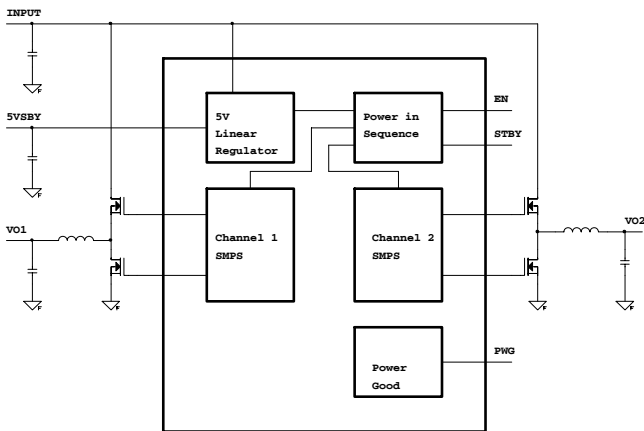 INPUT
5VSBY
5V
Linear
Regulator
Power in
Sequence
EN
STBY
VO1
Channel 1
SMPS
Channel 2
SMPS
VO2
Power
Good
PWG